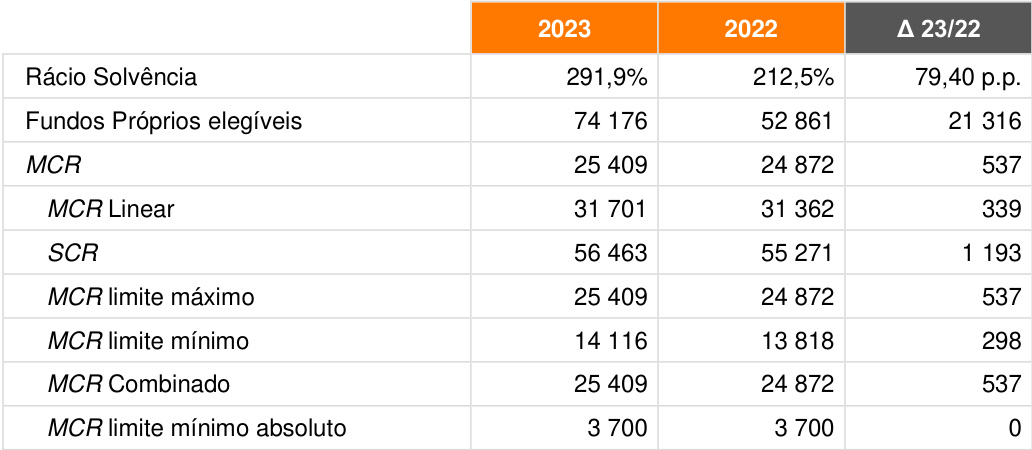 2023 2022 Δ 23/22
Rácio Solvência 291,9% 212,5% 79,40 p.p.
Fundos Próprios elegíveis 74 176 52 861 21 316
MCR 25 409 24 872 537
MCR Linear 31 701 31 362 339
SCR 56 463 55 271 1 193
MCR limite máximo 25 409 24 872 537
MCR limite mínimo 14 116 13 818 298
MCR Combinado 25 409 24 872 537
MCR limite mínimo absoluto 3 700 3 700 0